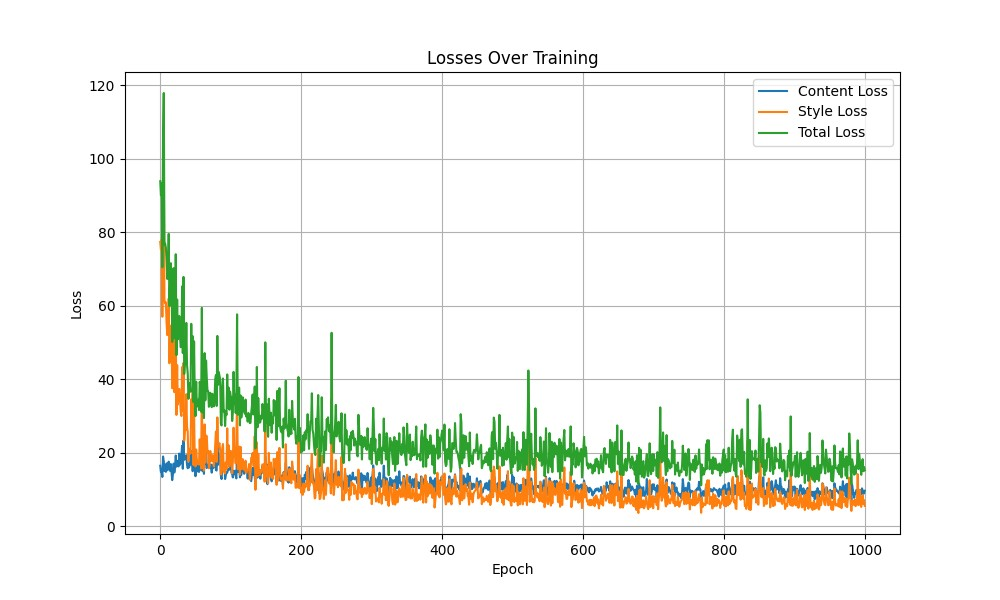 Losses Over Training
120
100
80
60
40
20
0
Loss
Content Loss
Style Loss
Total Loss
0 200 400 600 800 1000
Epoch